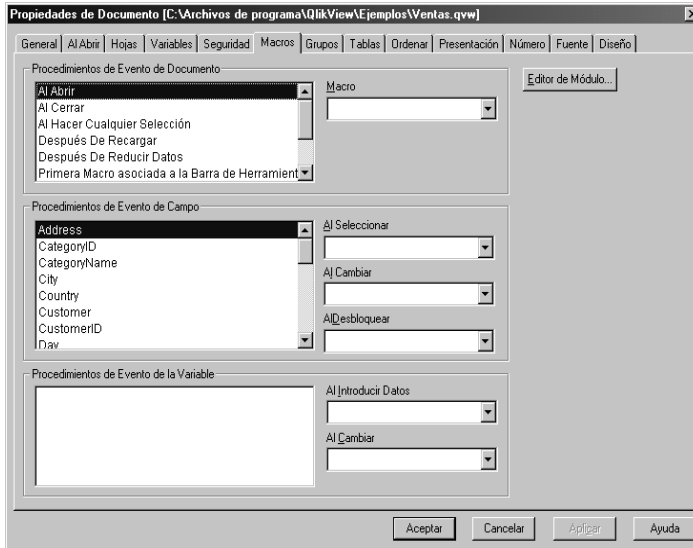 Propiedades de Documento [C:\Archivos de programa\QlikView\Ejemplos\Ventas.qvw]
General Al Abrir Hojas Variables Seguridad Macros Grupos Tablas Ordenar Presentación Número Fuente Diseño
Procedimientos de Evento de Documento
Al Abrir
Al Cerrar
Al Hacer Cualquier Selección
Después De Recargar
Después De Reducir Datos
Primera Macro asociada a la Barra de Herramient
Macro
Editor de Módulo...
Procedimientos de Evento de Campo
Address
CategoryID
CategoryName
City
Country
Customer
CustomerID
Day
Al Seleccionar
Al Cambiar
AlDesbloquear
Procedimientos de Evento de la Variable
Al Introducir Datos
Al Cambiar
Aceptar Cancelar Aplicar Ayuda